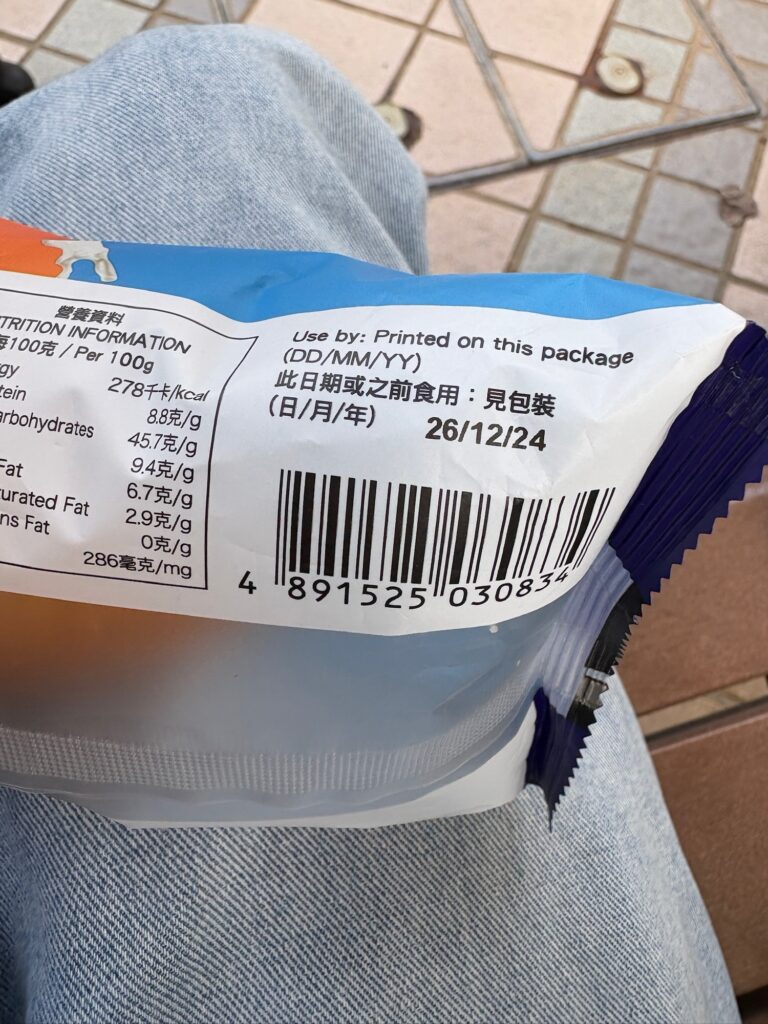 營養資料
TRITION INFORMATION
每100克 / Per 100g
278千卡/kcal
8.8克/g
arbohydrates 45.7克/g
Fat 9.4克/g
urated Fat 6.7克/g
ns Fat 2.9克/g
0克/g
286毫克/mg
Use by: Printed on this package
(DD/MM/YY)
此日期或之前食用：見包裝
(日/月/年) 26/12/24
4 891525 030834